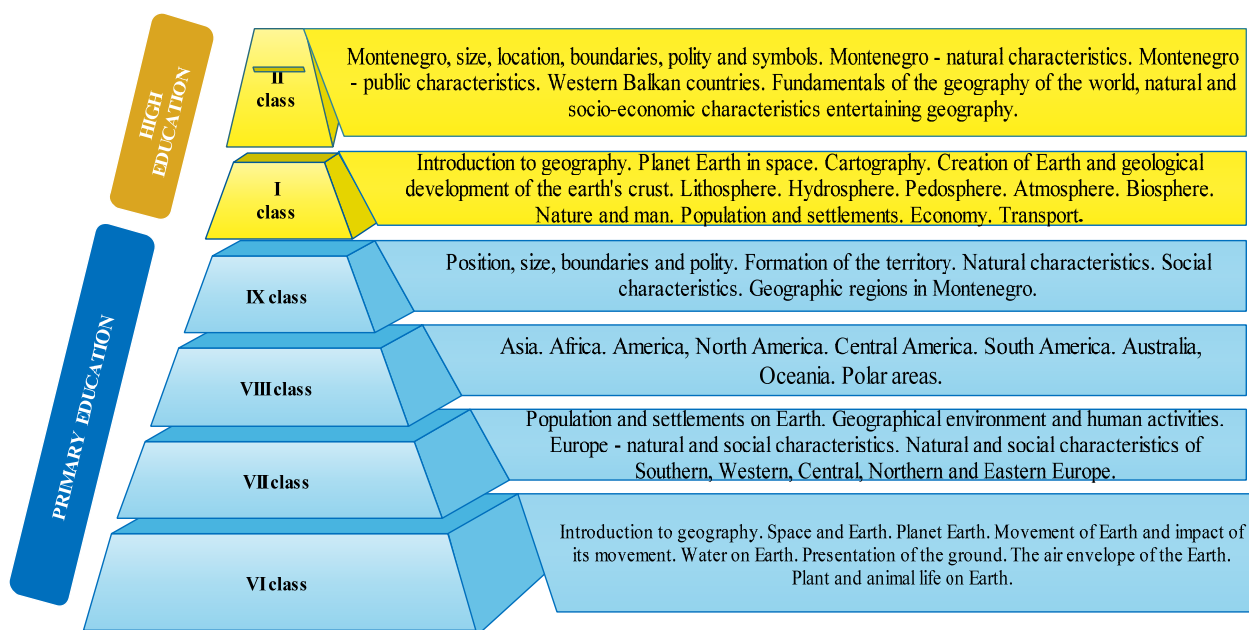 HIGH
EDUCATION
II
class
Montenegro, size, location, boundaries, polity and symbols. Montenegro - natural characteristics. Montenegro
- public characteristics. Western Balkan countries. Fundamentals of the geography of the world, natural and
socio-economic characteristics entertaining geography.
I
class
Introduction to geography. Planet Earth in space. Cartography. Creation of Earth and geological
development of the earth's crust. Lithosphere. Hydrosphere. Pedosphere. Atmosphere. Biosphere.
Nature and man. Population and settlements. Economy. Transport.
PRIMARY EDUCATION
IX class
Position, size, boundaries and polity. Formation of the territory. Natural characteristics. Social
characteristics. Geographic regions in Montenegro.
VIII class
Asia. Africa. America, North America. Central America. South America. Australia,
Oceania. Polar areas.
VII class
Population and settlements on Earth. Geographical environment and human activities.
Europe - natural and social characteristics. Natural and social characteristics of
Southern, Western, Central, Northern and Eastern Europe.
VI class
Introduction to geography. Space and Earth. Planet Earth. Movement of Earth and impact of
its movement. Water on Earth. Presentation of the ground. The air envelope of the Earth.
Plant and animal life on Earth.